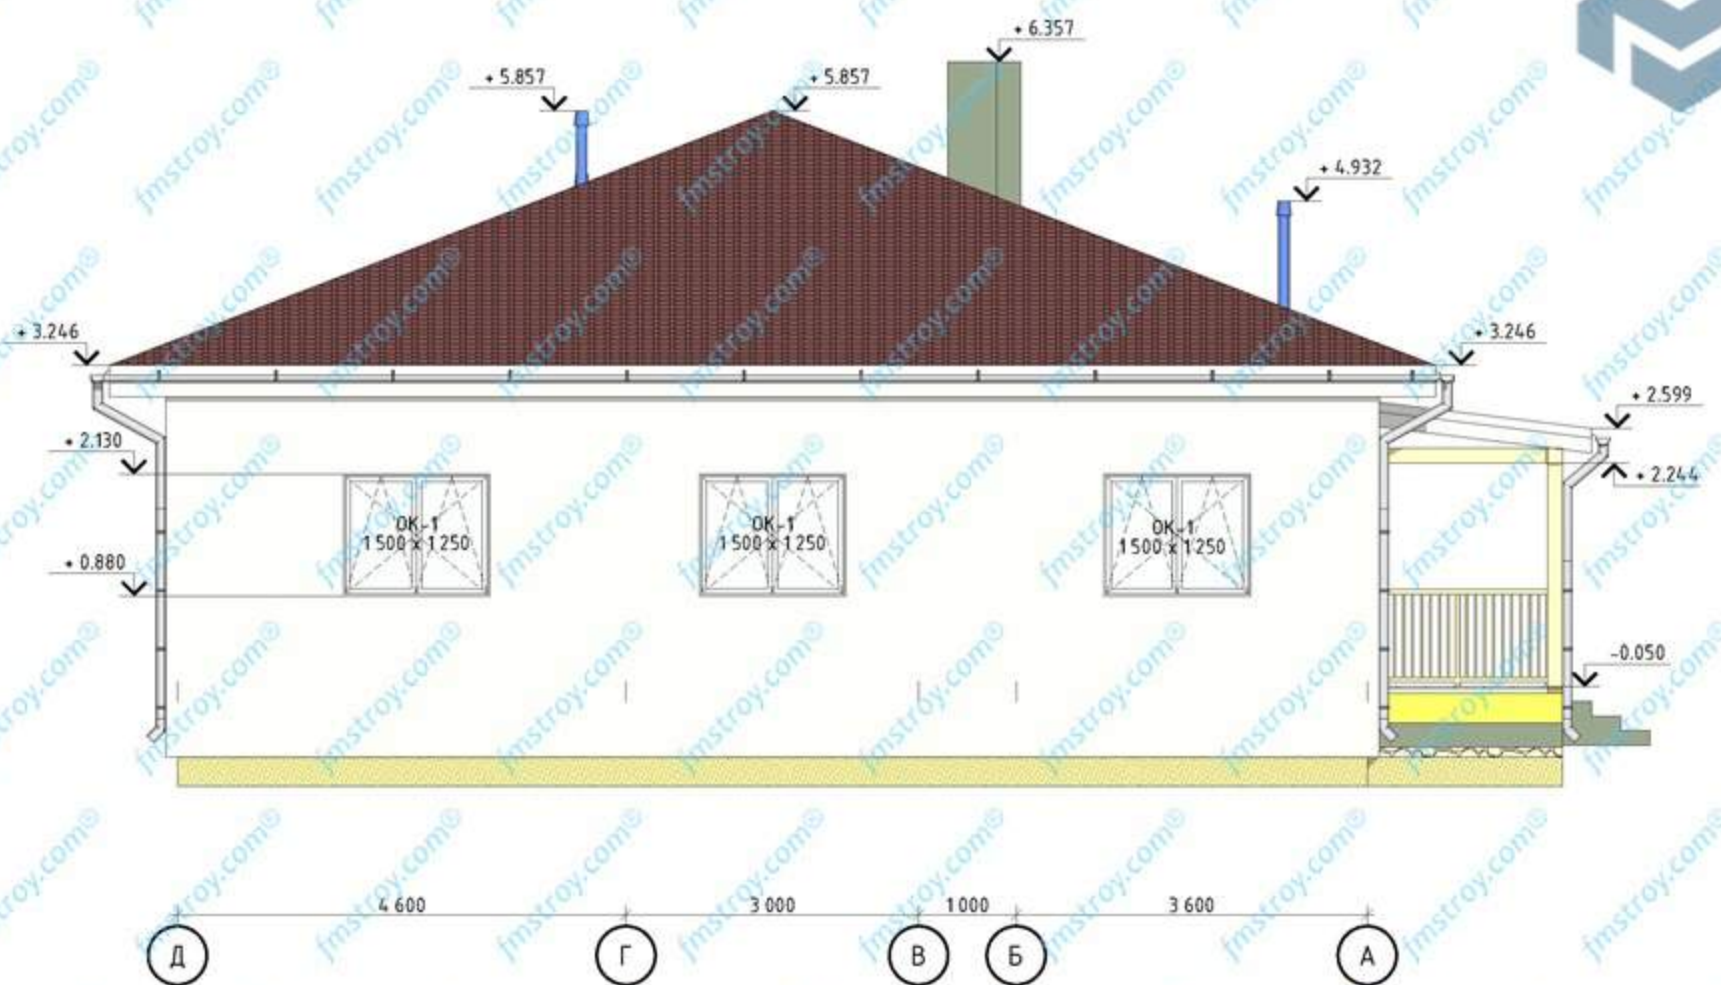 + 6.357
+ 5.857
+ 5.857
+ 4.932
+ 3.246
+ 3.246
+ 2.599
+ 2.130
+ 2.244
ОК-1
1 500 x 1 250
ОК-1
1 500 x 1 250
ОК-1
1 500 x 1 250
+ 0.880
-0.050
4 600
3 000
1 000
3 600
Д
Г
В
Б
А
fmstroy.com®